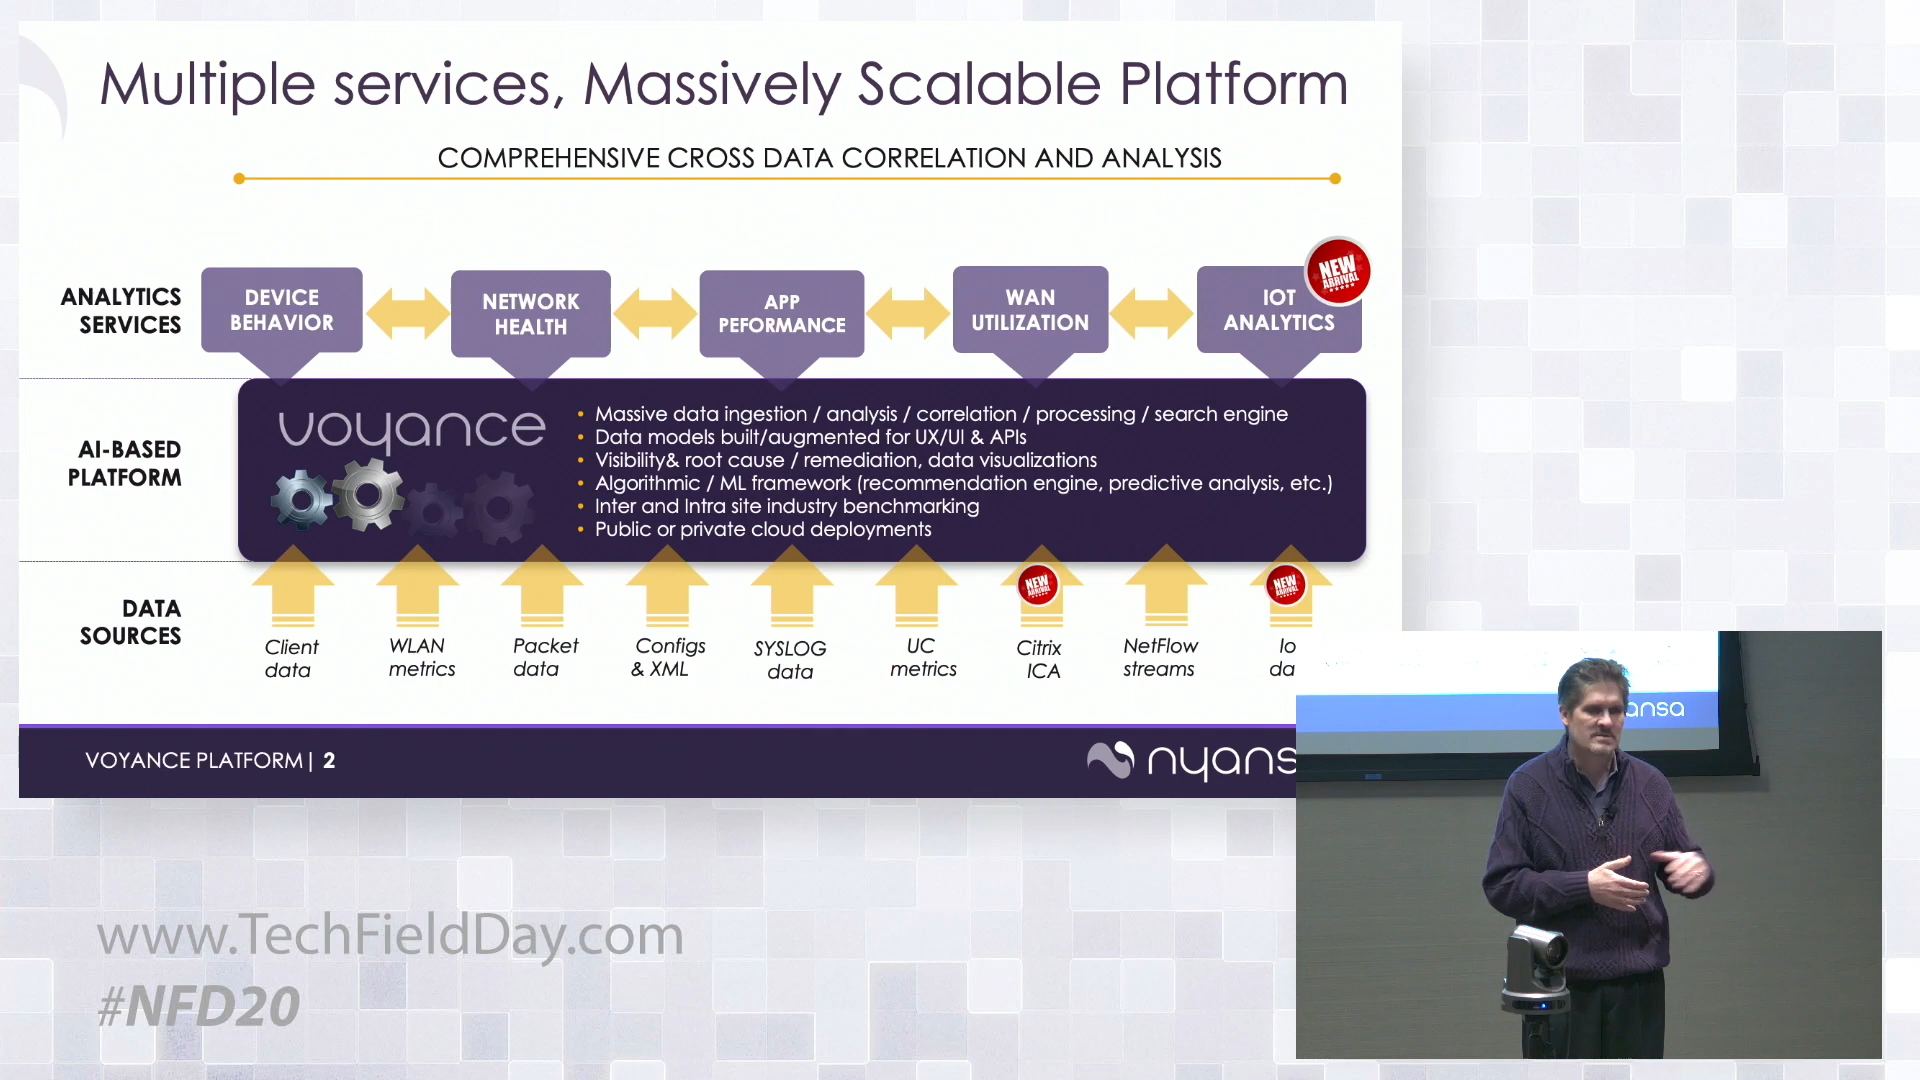 Multiple services, Massively Scalable Platform
COMPREHENSIVE CROSS DATA CORRELATION AND ANALYSIS
ANALYTICS
SERVICES
DEVICE
BEHAVIOR
NETWORK
HEALTH
APP
PEFORMANCE
WAN
UTILIZATION
IOT
ANALYTICS
NEW
ARRIVAL
AI-BASED
PLATFORM
voyance
• Massive data ingestion / analysis / correlation / processing / search engine
• Data models built/augmented for UX/UI & APIs
• Visibility& root cause / remediation, data visualizations
• Algorithmic / ML framework (recommendation engine, predictive analysis, etc.)
• Inter and Intra site industry benchmarking
• Public or private cloud deployments
DATA
SOURCES
NEW
ARRIVAL
NEW
ARRIVAL
Client
data
WLAN
metrics
Packet
data
Configs
& XML
SYSLOG
data
UC
metrics
Citrix
ICA
NetFlow
streams
Io
da
VOYANCE PLATFORM| 2
nyans
ansa
www.TechFieldDay.com
#NFD20